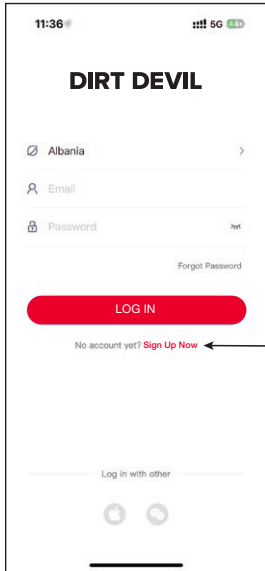 11:36
5G
DIRT DEVIL
Albania
Email
Password
Forgot Password
LOG IN
No account yet? Sign Up Now
Log in with other